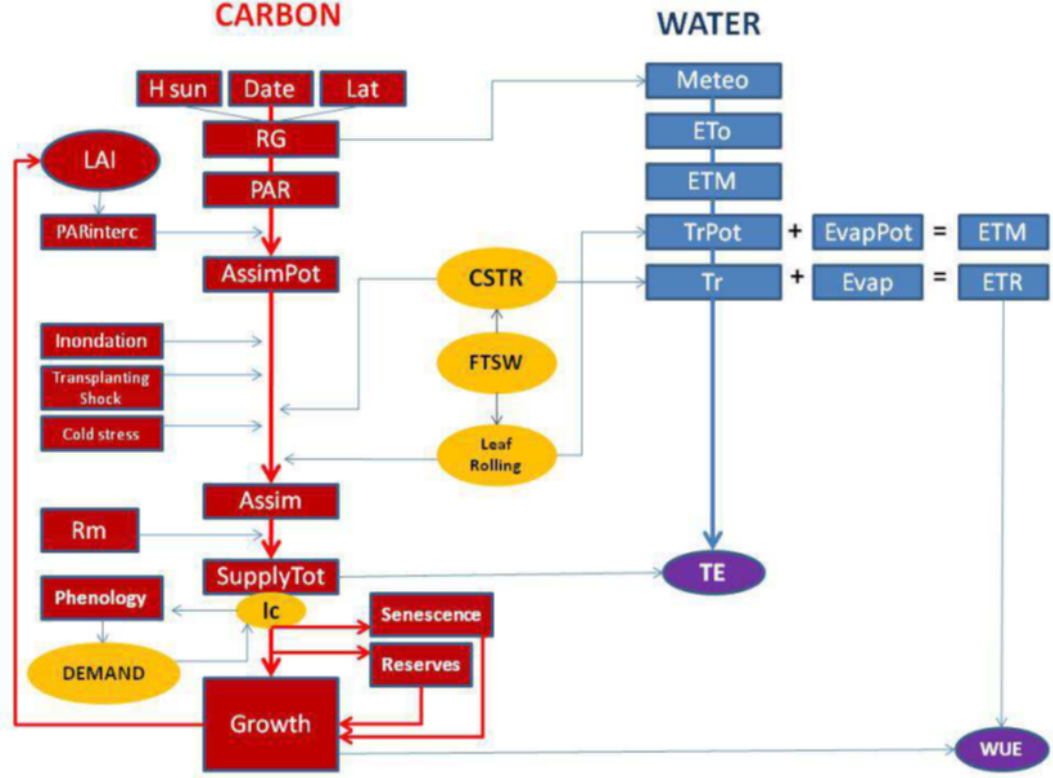 CARBON
WATER
H sun
Date
Lat
Meteo
RG
ETo
LAI
PAR
ETM
PARinterc
TrPot + EvapPot = ETM
AssimPot
CSTR
Tr + Evap = ETR
Inondation
FTSW
Transplanting
Shock
Cold stress
Leaf
Rolling
Assim
Rm
SupplyTot
TE
Phenology
Ic
Senescence
DEMAND
Reserves
Growth
WUE